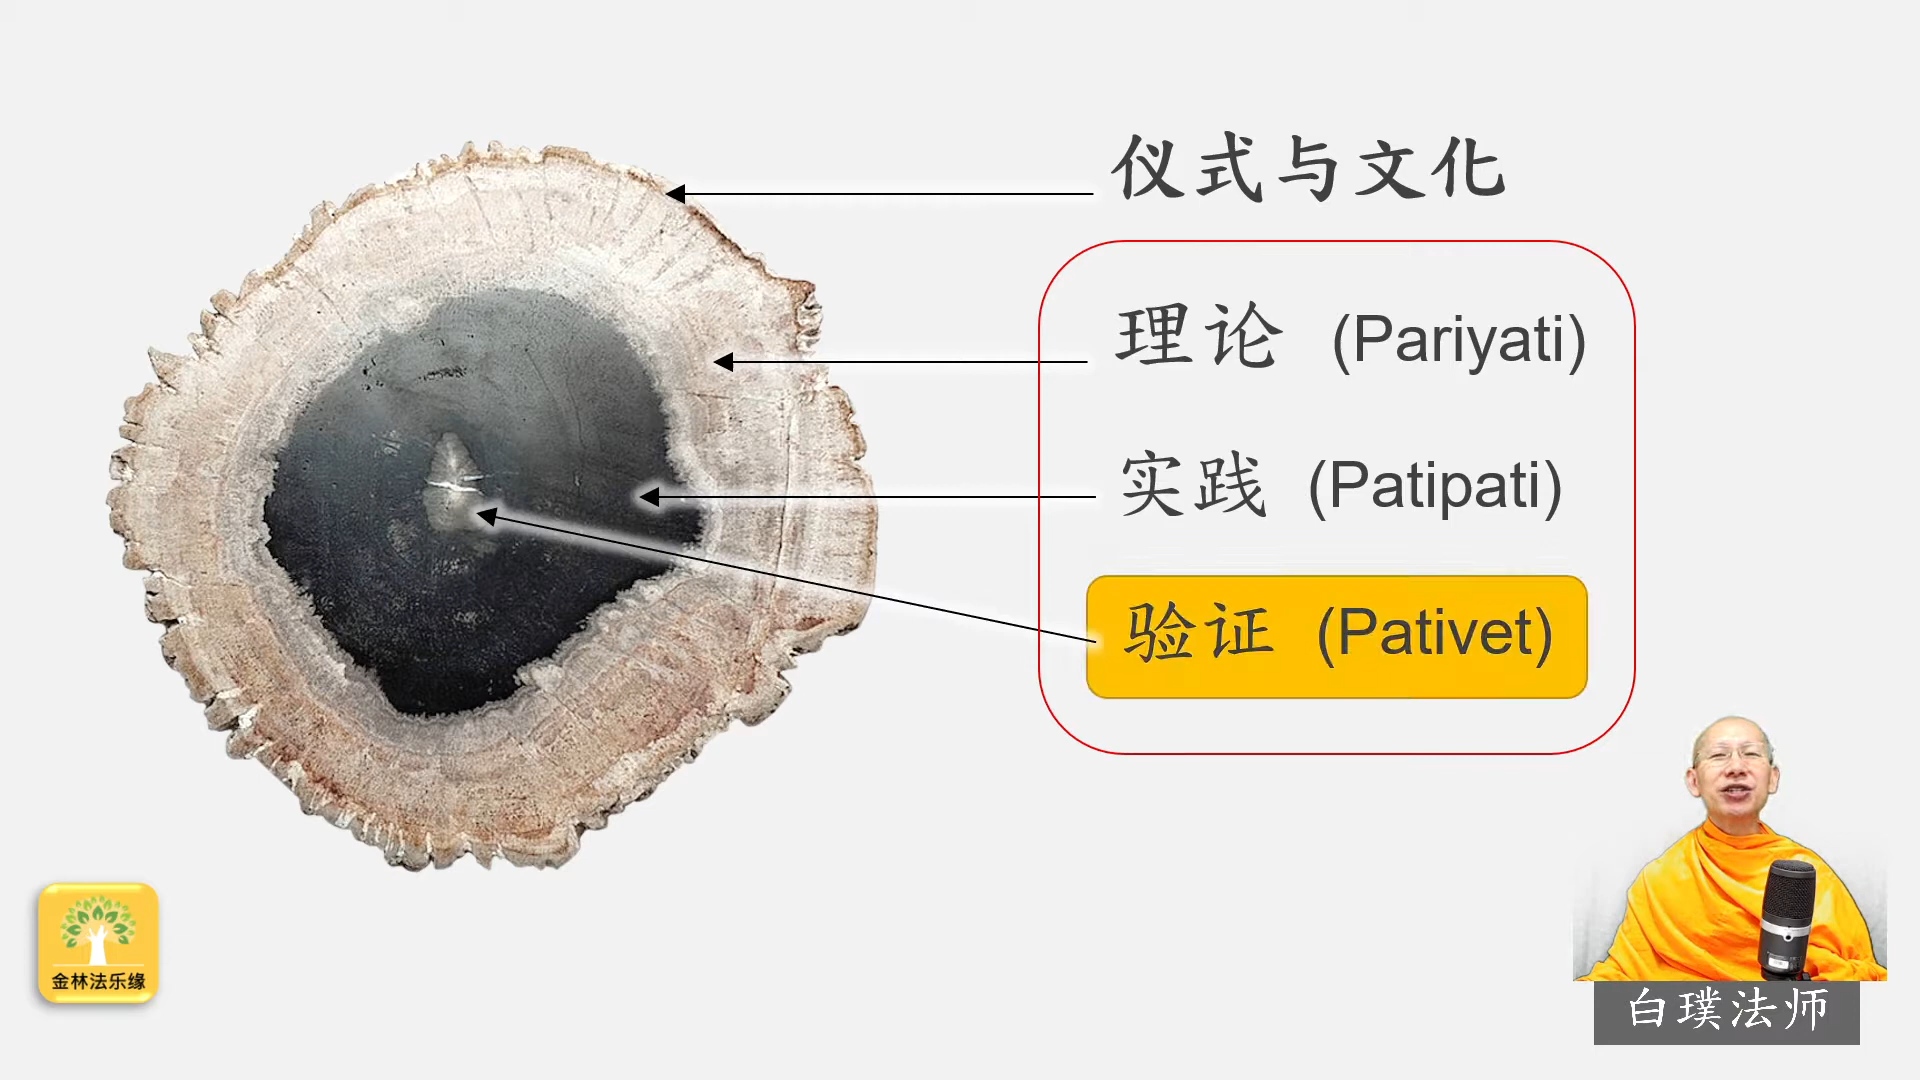 仪式与文化
理论 (Pariyati)
实践 (Patipati)
验证 (Pativet)
金林法乐缘
白璞法师